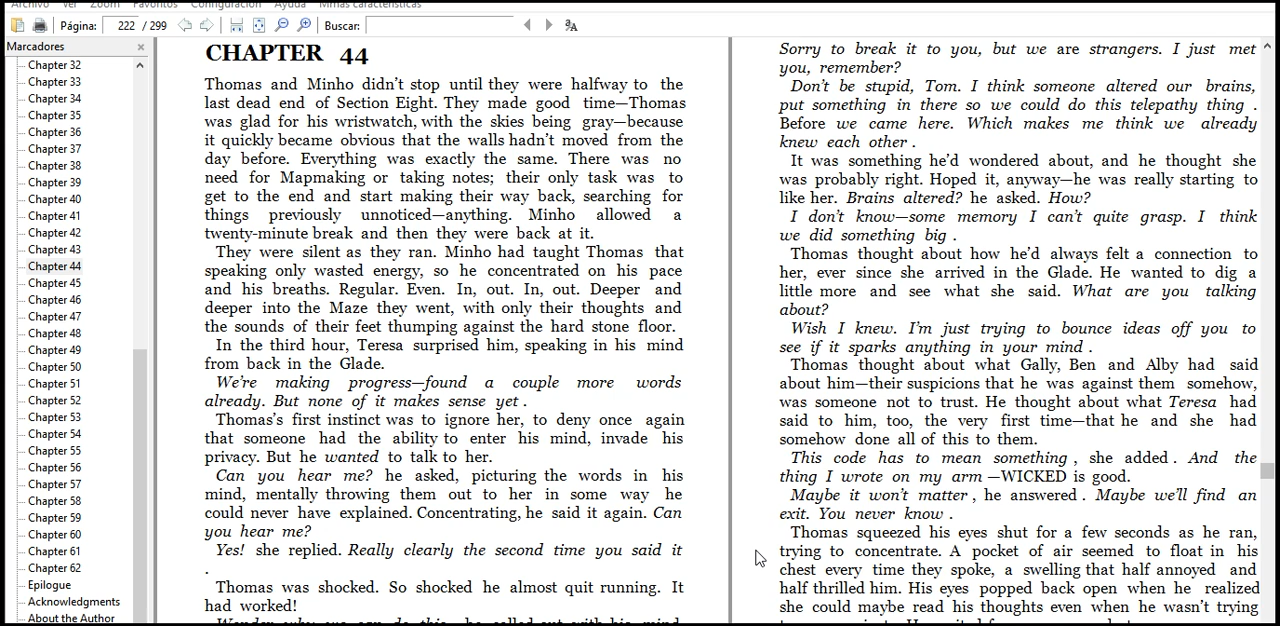 Archivo Ver Zoom Favoritos Configuración Ayuda Mimas características
Página: 222 / 299 Buscar:
Marcadores
Chapter 32
Chapter 33
Chapter 34
Chapter 35
Chapter 36
Chapter 37
Chapter 38
Chapter 39
Chapter 40
Chapter 41
Chapter 42
Chapter 43
Chapter 44
Chapter 45
Chapter 46
Chapter 47
Chapter 48
Chapter 49
Chapter 50
Chapter 51
Chapter 52
Chapter 53
Chapter 54
Chapter 55
Chapter 56
Chapter 57
Chapter 58
Chapter 59
Chapter 60
Chapter 61
Chapter 62
Epilogue
Acknowledgments
About the Author
CHAPTER 44
Thomas and Minho didn't stop until they were halfway to the
last dead end of Section Eight. They made good time—Thomas
was glad for his wristwatch, with the skies being gray—because
it quickly became obvious that the walls hadn't moved from the
day before. Everything was exactly the same. There was no
need for Mapmaking or taking notes; their only task was to
get to the end and start making their way back, searching for
things previously unnoticed—anything. Minho allowed a
twenty-minute break and then they were back at it.
They were silent as they ran. Minho had taught Thomas that
speaking only wasted energy, so he concentrated on his pace
and his breaths. Regular. Even. In, out. In, out. Deeper and
deeper into the Maze they went, with only their thoughts and
the sounds of their feet thumping against the hard stone floor.
In the third hour, Teresa surprised him, speaking in his mind
from back in the Glade.
We're making progress—found a couple more words
already. But none of it makes sense yet .
Thomas's first instinct was to ignore her, to deny once again
that someone had the ability to enter his mind, invade his
privacy. But he wanted to talk to her.
Can you hear me? he asked, picturing the words in his
mind, mentally throwing them out to her in some way he
could never have explained. Concentrating, he said it again. Can
you hear me?
Yes! she replied. Really clearly the second time you said it
.
Thomas was shocked. So shocked he almost quit running. It
had worked!
Wonder why we can do this , he called out with his mind.
Sorry to break it to you, but we are strangers. I just met
you, remember?
Don't be stupid, Tom. I think someone altered our brains,
put something in there so we could do this telepathy thing .
Before we came here. Which makes me think we already
knew each other .
It was something he'd wondered about, and he thought she
was probably right. Hoped it, anyway—he was really starting to
like her. Brains altered? he asked. How?
I don't know—some memory I can't quite grasp. I think
we did something big .
Thomas thought about how he'd always felt a connection to
her, ever since she arrived in the Glade. He wanted to dig a
little more and see what she said. What are you talking
about?
Wish I knew. I'm just trying to bounce ideas off you to
see if it sparks anything in your mind .
Thomas thought about what Gally, Ben and Alby had said
about him—their suspicions that he was against them somehow,
was someone not to trust. He thought about what Teresa had
said to him, too, the very first time—that he and she had
somehow done all of this to them.
This code has to mean something , she added. And the
thing I wrote on my arm —WICKED is good.
Maybe it won't matter , he answered . Maybe we'll find an
exit. You never know .
Thomas squeezed his eyes shut for a few seconds as he ran,
trying to concentrate. A pocket of air seemed to float in his
chest every time they spoke, a swelling that half annoyed and
half thrilled him. His eyes popped back open when he realized
she could maybe read his thoughts even when he wasn't trying